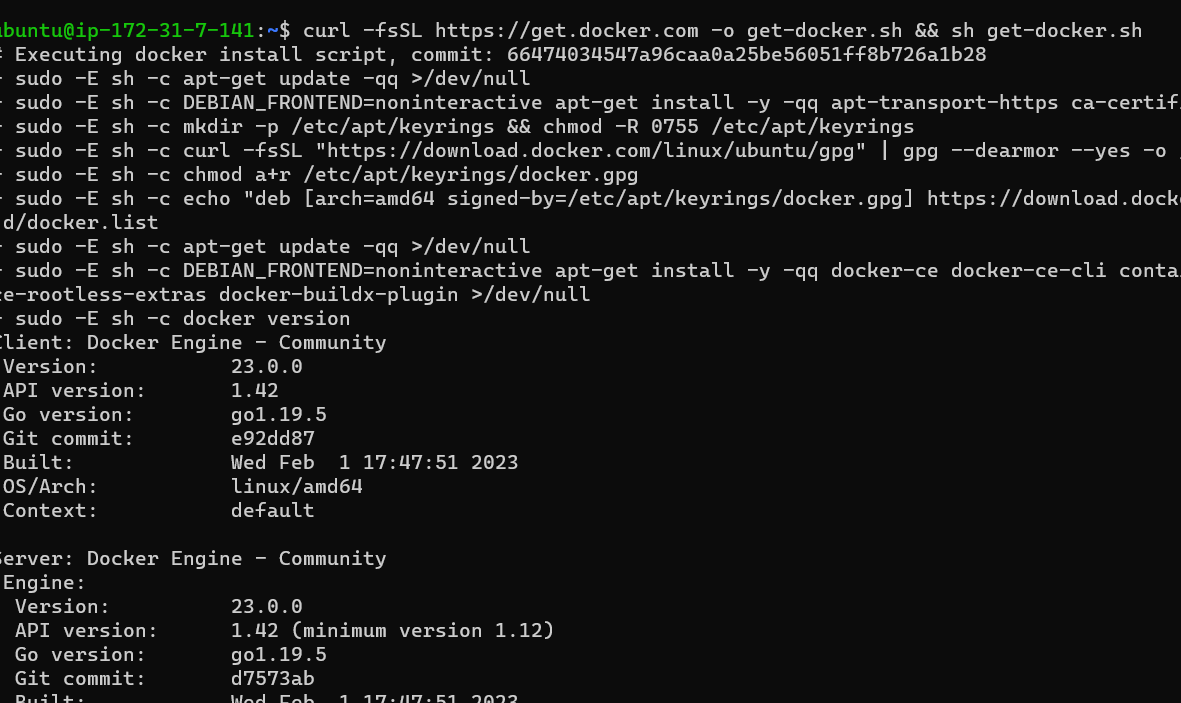 ubuntu@ip-172-31-7-141:~$ curl -fsSL https://get.docker.com -o get-docker.sh && sh get-docker.sh
# Executing docker install script, commit: 66474034547a96caa0a25be56051ff8b726a1b28
+ sudo -E sh -c apt-get update -qq >/dev/null
+ sudo -E sh -c DEBIAN_FRONTEND=noninteractive apt-get install -y -qq apt-transport-https ca-certif
+ sudo -E sh -c mkdir -p /etc/apt/keyrings && chmod -R 0755 /etc/apt/keyrings
+ sudo -E sh -c curl -fsSL "https://download.docker.com/linux/ubuntu/gpg" | gpg --dearmor --yes -o
+ sudo -E sh -c chmod a+r /etc/apt/keyrings/docker.gpg
+ sudo -E sh -c echo "deb [arch=amd64 signed-by=/etc/apt/keyrings/docker.gpg] https://download.dock
d/docker.list
+ sudo -E sh -c apt-get update -qq >/dev/null
+ sudo -E sh -c DEBIAN_FRONTEND=noninteractive apt-get install -y -qq docker-ce docker-ce-cli contai
ce-rootless-extras docker-buildx-plugin >/dev/null
+ sudo -E sh -c docker version
Client: Docker Engine - Community
Version: 23.0.0
API version: 1.42
Go version: go1.19.5
Git commit: e92dd87
Built: Wed Feb  1 17:47:51 2023
OS/Arch: linux/amd64
Context: default
Server: Docker Engine - Community
Engine:
Version: 23.0.0
API version: 1.42 (minimum version 1.12)
Go version: go1.19.5
Git commit: d7573ab
Built: Wed Feb  1 17:47:51 2023